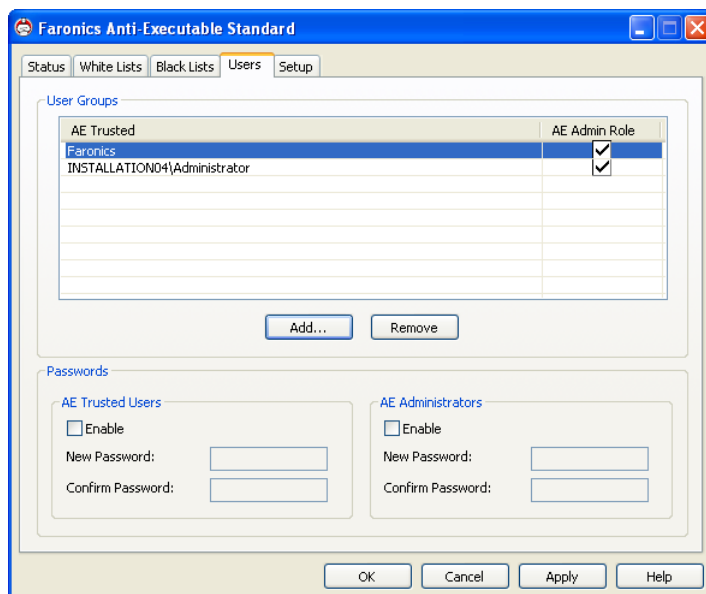 Faronics Anti-Executable Standard
Status White Lists Black Lists Users Setup
User Groups
AE Trusted AE Admin Role
Faronics
INSTALLATION04\Administrator
Add... Remove
Passwords
AE Trusted Users AE Administrators
Enable Enable
New Password: New Password:
Confirm Password: Confirm Password:
OK Cancel Apply Help